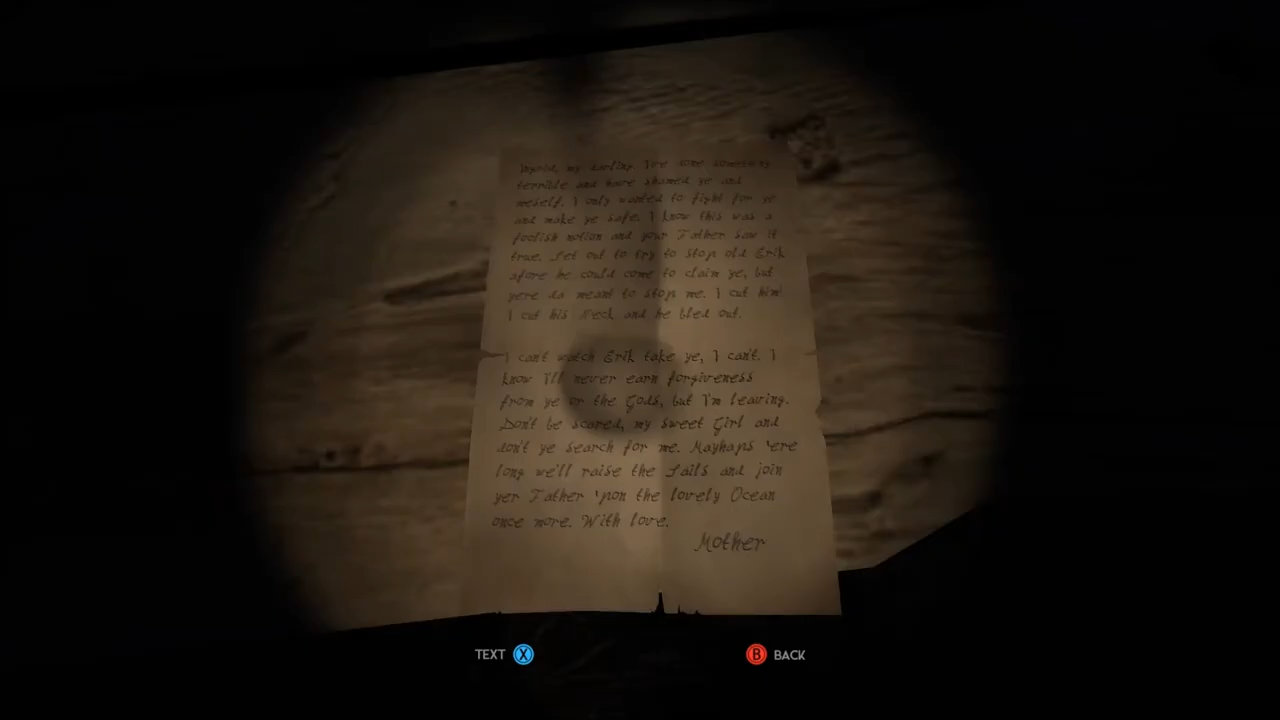 my darling. I've done something
terrible and have shamed ye and
meself. I only wanted to fight for ye
and make ye safe. I know this was a
foolish notion and your Father saw it
true. Set out to try to stop old Erik
afore he could come to claim ye, but
yere da meant to stop me. I cut him!
I cut his Neck and he bled out.
I can't watch Erik take ye, I can't. I
know I'll never earn forgiveness
from ye or the Gods, but I'm leaving.
Don't be scared, my sweet Girl and
don't ye search for me. Mayhaps 'ere
long we'll raise the Sails and join
yer Father 'pon the lovely Ocean
once more. With love.
Mother
TEXT X
B BACK